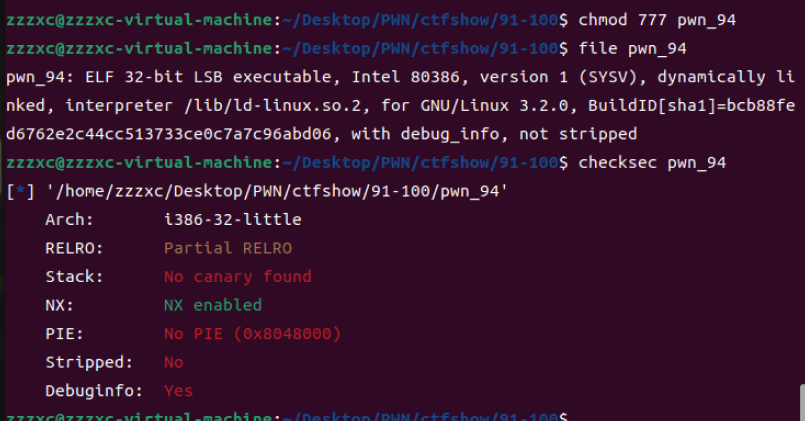 zzzxc@zzzxc-virtual-machine:~/Desktop/PWN/ctfshow/91-100$ chmod 777 pwn_94
zzzxc@zzzxc-virtual-machine:~/Desktop/PWN/ctfshow/91-100$ file pwn_94
pwn_94: ELF 32-bit LSB executable, Intel 80386, version 1 (SYSV), dynamically li
nked, interpreter /lib/ld-linux.so.2, for GNU/Linux 3.2.0, BuildID[sha1]=bcb88fe
d6762e2c44cc513733ce0c7a7c96abd06, with debug_info, not stripped
zzzxc@zzzxc-virtual-machine:~/Desktop/PWN/ctfshow/91-100$ checksec pwn_94
[*] '/home/zzzxc/Desktop/PWN/ctfshow/91-100/pwn_94'
    Arch:       i386-32-little
    RELRO:      Partial RELRO
    Stack:      No canary found
    NX:         NX enabled
    PIE:        No PIE (0x8048000)
    Stripped:   No
    Debuginfo:  Yes
zzzxc@zzzxc-virtual-machine:~/Desktop/PWN/ctfshow/91-100$